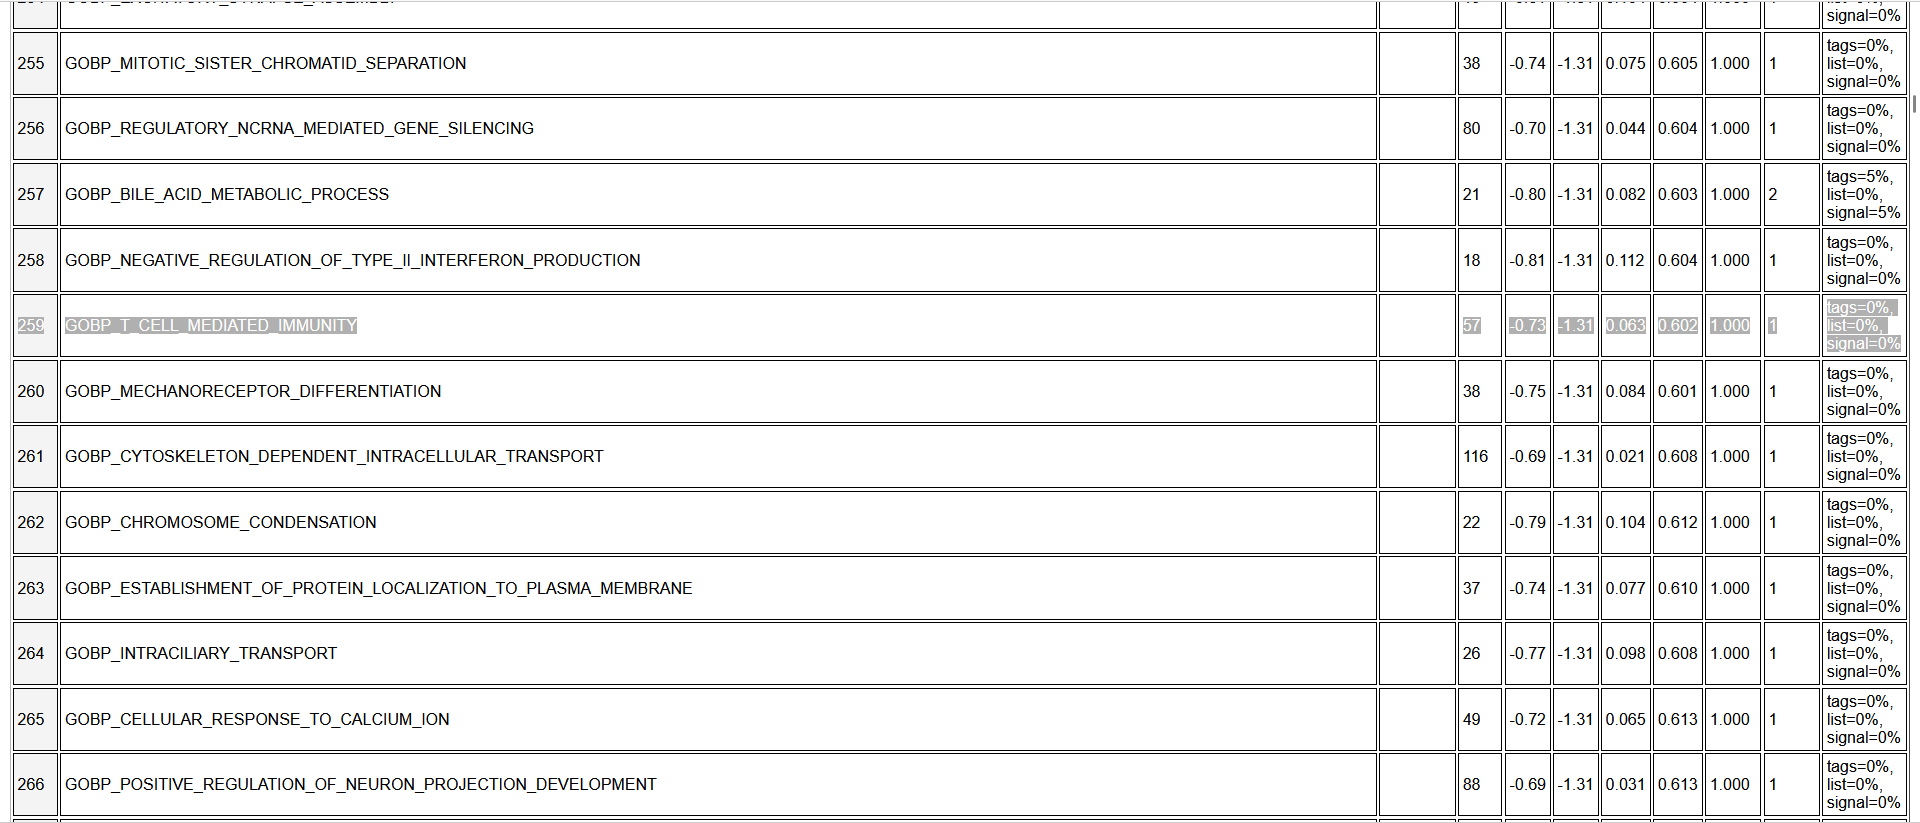 signal=0%
255 GOBP_MITOTIC_SISTER_CHROMATID_SEPARATION 38 -0.74 -1.31 0.075 0.605 1.000 1 tags=0%,
list=0%,
signal=0%
256 GOBP_REGULATORY_NCRNA_MEDIATED_GENE_SILENCING 80 -0.70 -1.31 0.044 0.604 1.000 1 tags=0%,
list=0%,
signal=0%
257 GOBP_BILE_ACID_METABOLIC_PROCESS 21 -0.80 -1.31 0.082 0.603 1.000 2 tags=5%,
list=0%,
signal=5%
258 GOBP_NEGATIVE_REGULATION_OF_TYPE_II_INTERFERON_PRODUCTION 18 -0.81 -1.31 0.112 0.604 1.000 1 tags=0%,
list=0%,
signal=0%
259 GOBP_T_CELL_MEDIATED_IMMUNITY 57 -0.73 -1.31 0.063 0.602 1.000 1 tags=0%,
list=0%,
signal=0%
260 GOBP_MECHANORECEPTOR_DIFFERENTIATION 38 -0.75 -1.31 0.084 0.601 1.000 1 tags=0%,
list=0%,
signal=0%
261 GOBP_CYTOSKELETON_DEPENDENT_INTRACELLULAR_TRANSPORT 116 -0.69 -1.31 0.021 0.608 1.000 1 tags=0%,
list=0%,
signal=0%
262 GOBP_CHROMOSOME_CONDENSATION 22 -0.79 -1.31 0.104 0.612 1.000 1 tags=0%,
list=0%,
signal=0%
263 GOBP_ESTABLISHMENT_OF_PROTEIN_LOCALIZATION_TO_PLASMA_MEMBRANE 37 -0.74 -1.31 0.077 0.610 1.000 1 tags=0%,
list=0%,
signal=0%
264 GOBP_INTRACILIARY_TRANSPORT 26 -0.77 -1.31 0.098 0.608 1.000 1 tags=0%,
list=0%,
signal=0%
265 GOBP_CELLULAR_RESPONSE_TO_CALCIUM_ION 49 -0.72 -1.31 0.065 0.613 1.000 1 tags=0%,
list=0%,
signal=0%
266 GOBP_POSITIVE_REGULATION_OF_NEURON_PROJECTION_DEVELOPMENT 88 -0.69 -1.31 0.031 0.613 1.000 1 tags=0%,
list=0%,
signal=0%